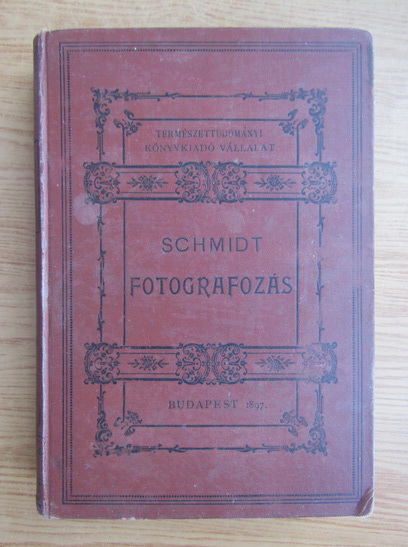 TERMÉSZETTUDOMÁNYI
KÖNYVKIADÓ VÁLLALAT
SCHMIDT
FOTOGRAFOZÁS
BUDAPEST 1897.